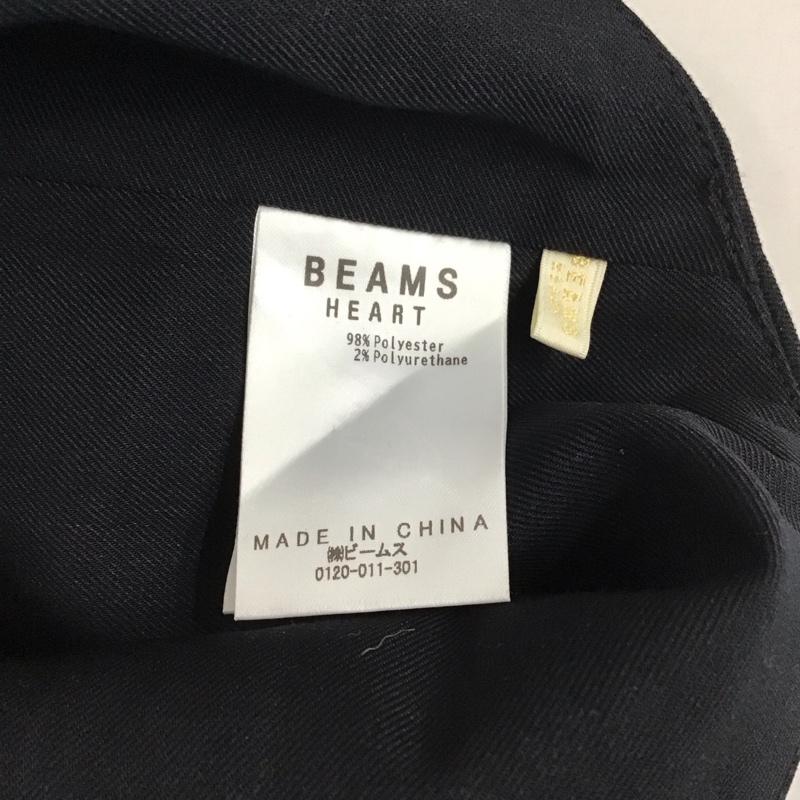 BEAMS
HEART
98% Polyester
2% Polyurethane
MADE IN CHINA
㈱ビームス
0120-011-301